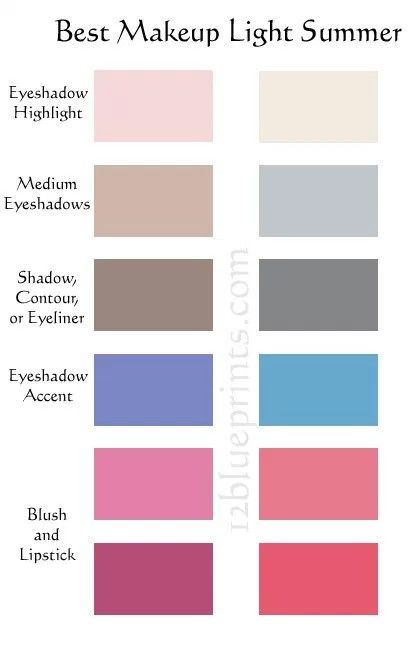 Best Makeup Light Summer
Eyeshadow
Highlight
Medium
Eyeshadows
Shadow,
Contour,
or Eyeliner
Eyeshadow
Accent
Blush
and
Lipstick
12blueprints.com